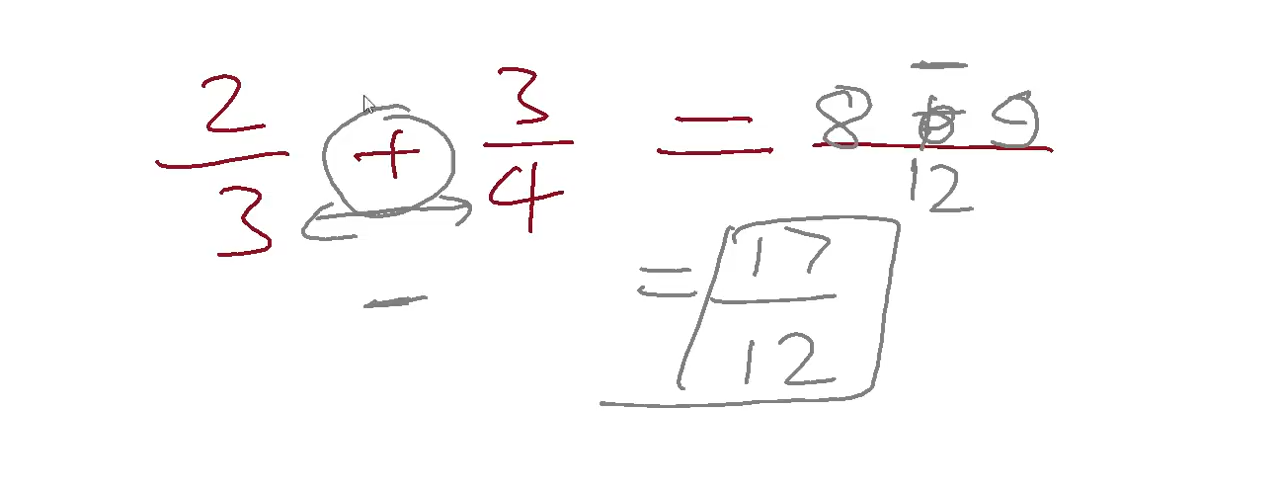 2/3 + 3/4 = 8 + 9/12
= 17/12